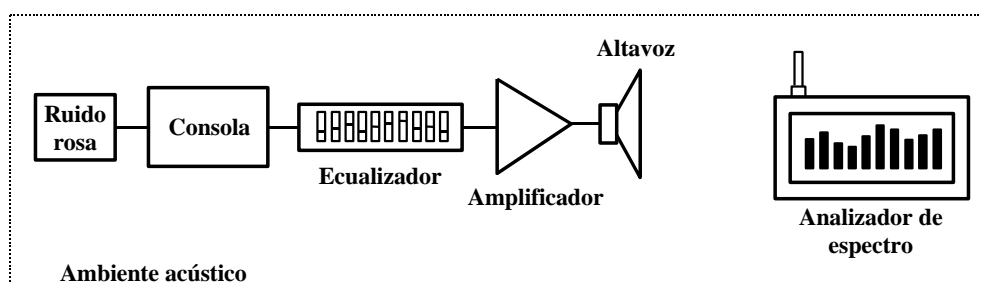 Altavoz
Ruido
rosa
Consola
Ecualizador
Amplificador
Analizador de
espectro
Ambiente acústico